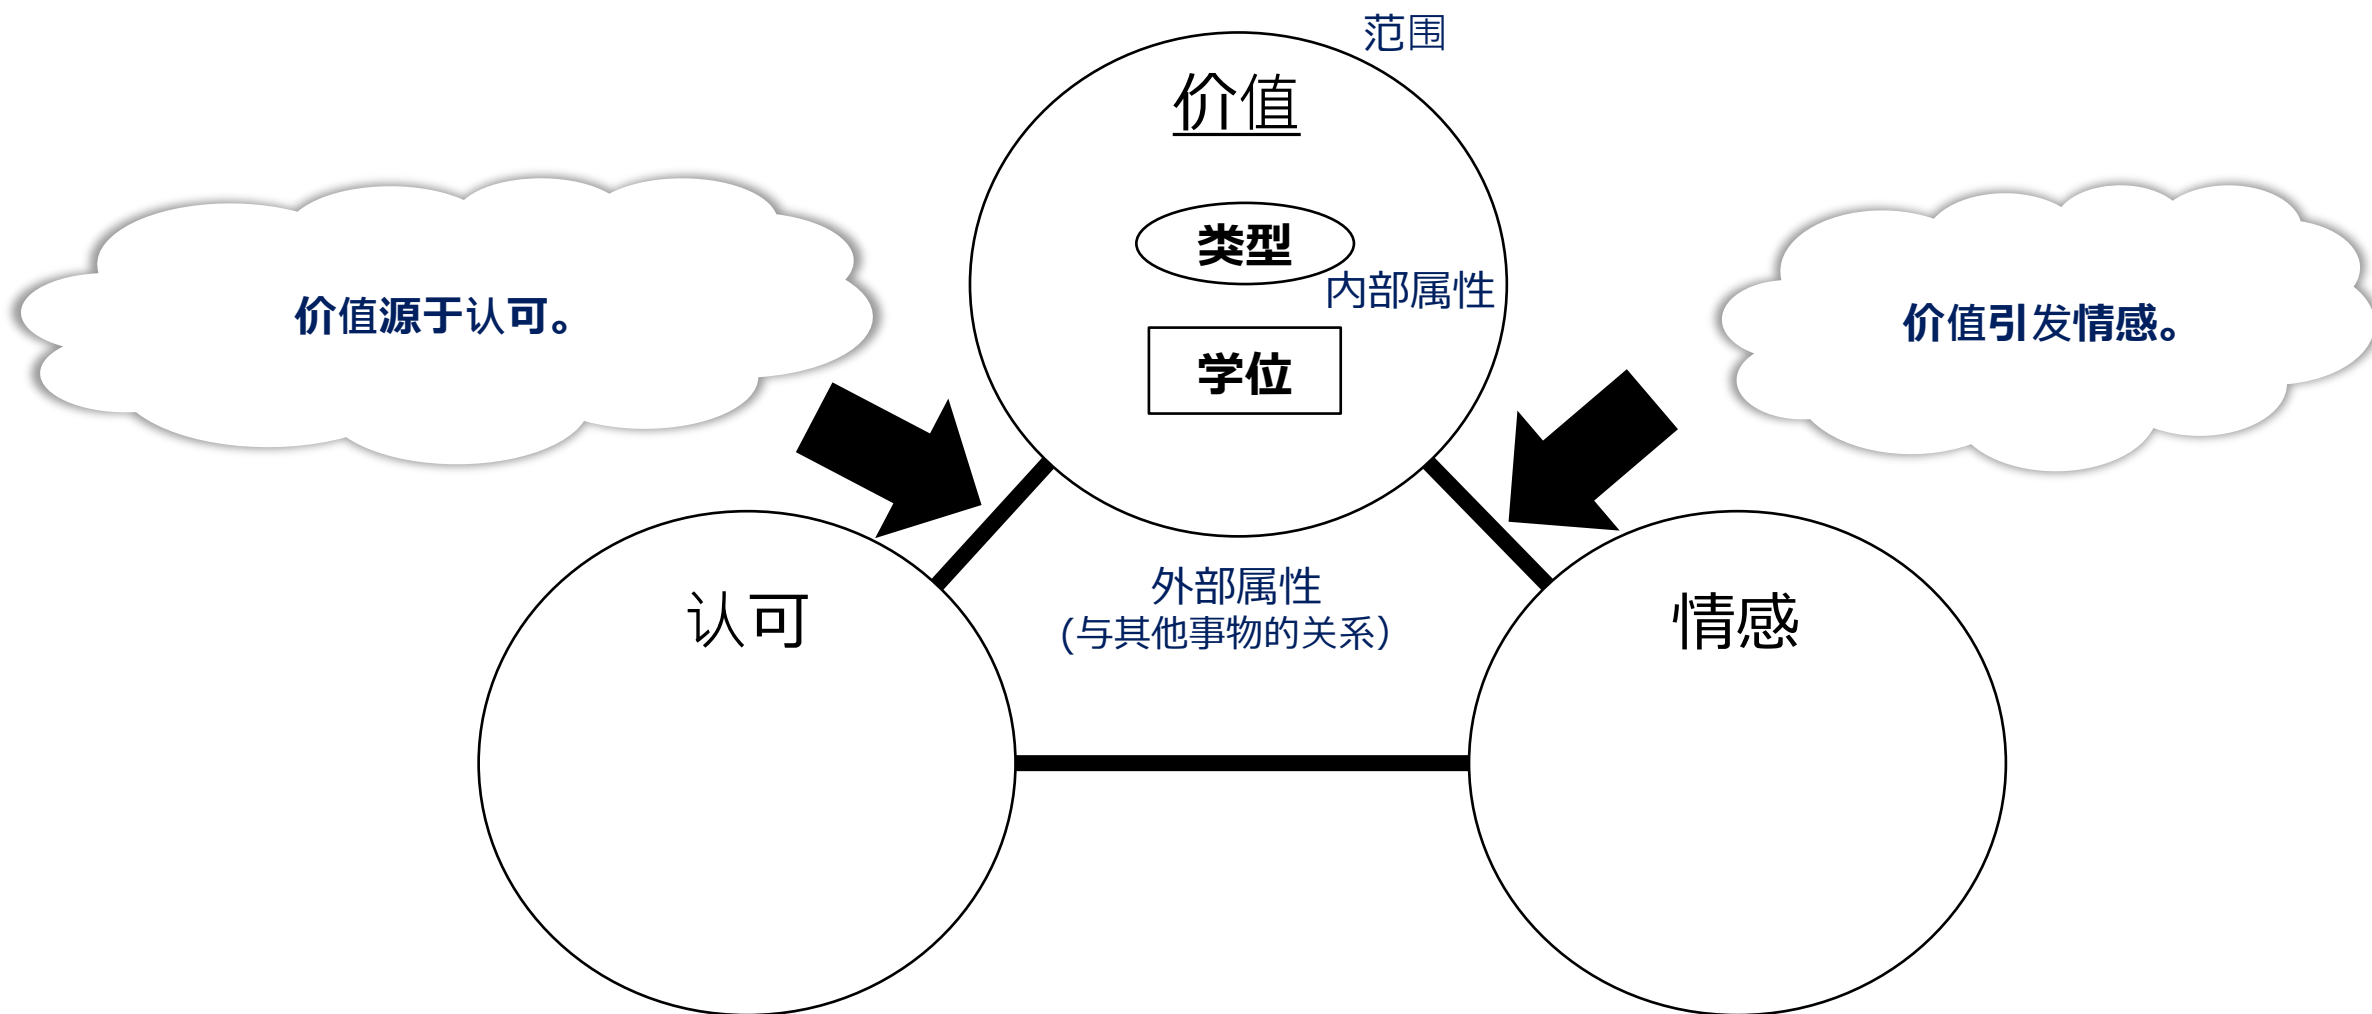 范围
价值
类型
内部属性
价值源于认可。
价值引发情感。
学位
外部属性
(与其他事物的关系）
认可
情感